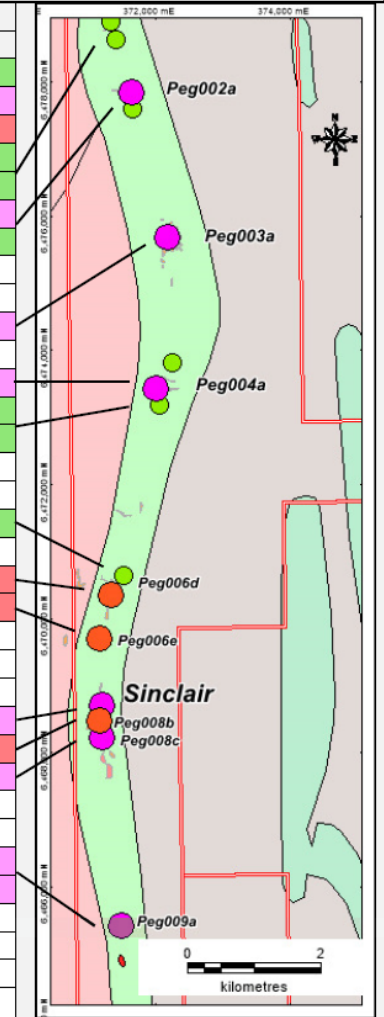 372,000 mE 374,000 mE
6,478,000 mN
Peg002a
N
6,476,000 mN
Peg003a
6,474,000 mN
Peg004a
6,472,000 mN
Peg006d
6,470,000 mN
Peg006e
Sinclair
Peg008b
6,468,000 mN
Peg008c
6,466,000 mN
Peg009a
0 2
kilometres